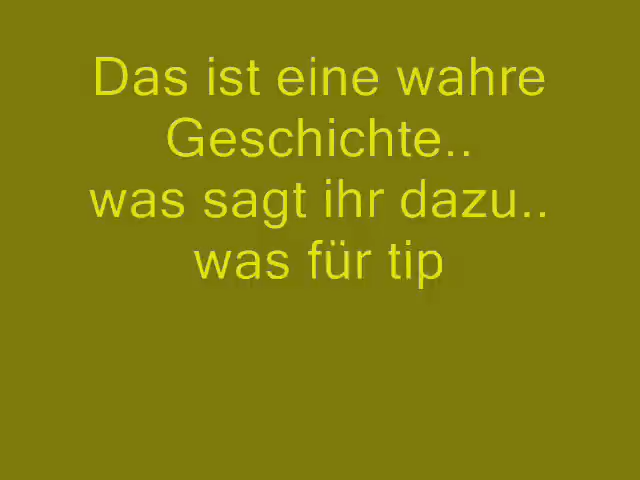 Das ist eine wahre
Geschichte..
was sagt ihr dazu..
was für tip